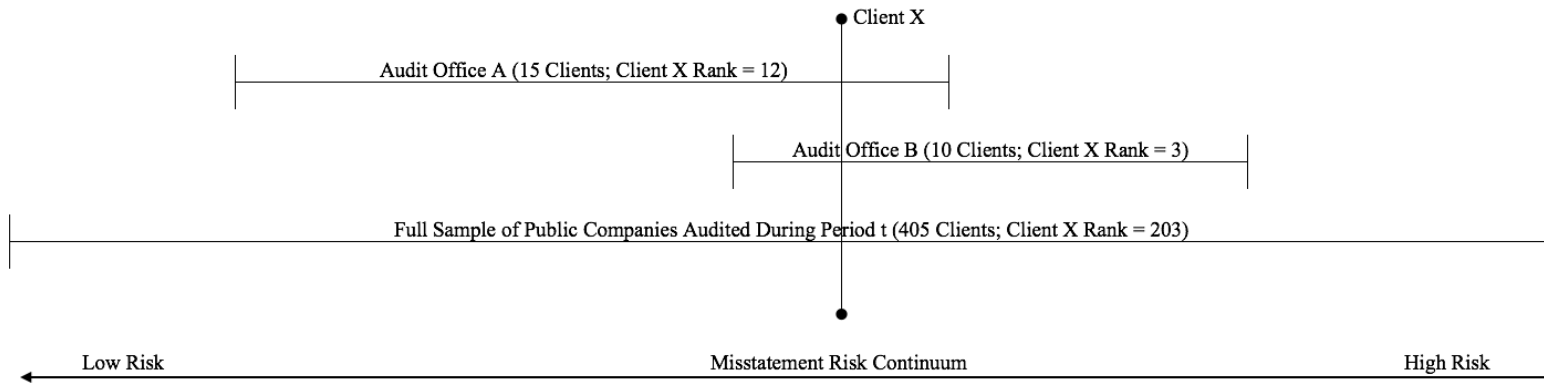 Client X
Audit Office A (15 Clients; Client X Rank = 12)
Audit Office B (10 Clients; Client X Rank = 3)
Full Sample of Public Companies Audited During Period t (405 Clients; Client X Rank = 203)
Low Risk Misstatement Risk Continuum High Risk